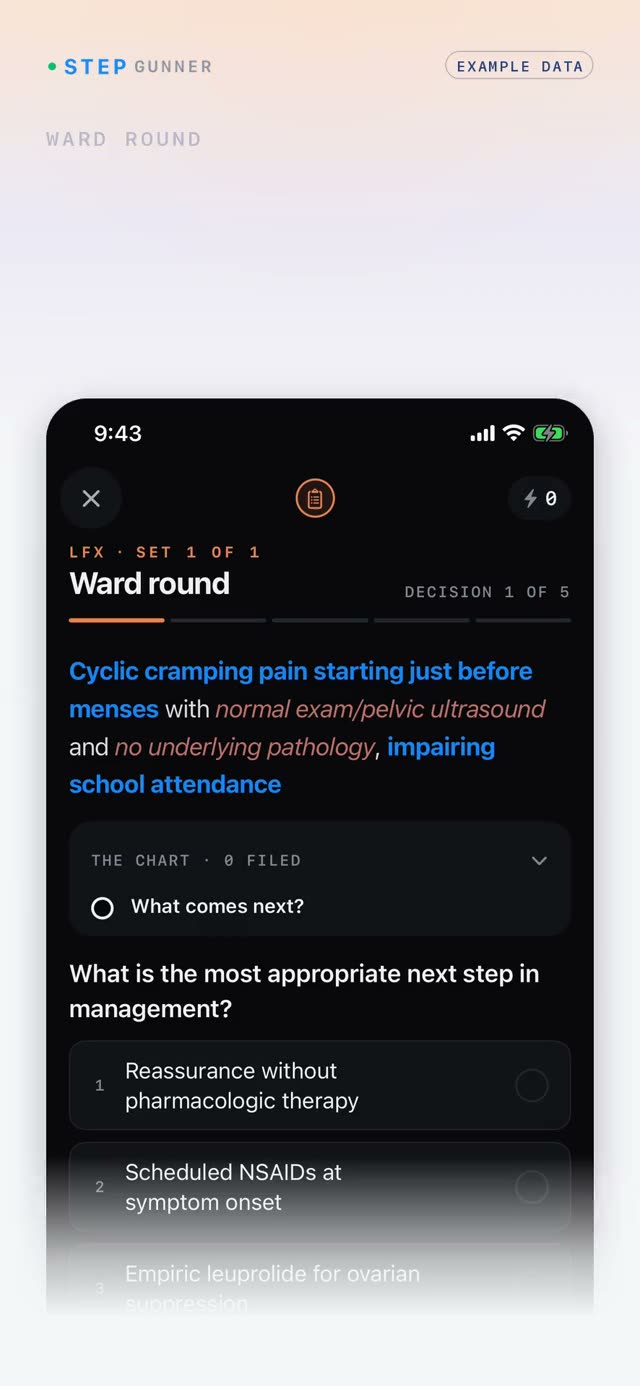 STEP GUNNER
EXAMPLE DATA
WARD ROUND
9:43
0
LFX · SET 1 OF 1
Ward round
DECISION 1 OF 5
Cyclic cramping pain starting just before
menses with normal exam/pelvic ultrasound
and no underlying pathology, impairing
school attendance
THE CHART · 0 FILED
What comes next?
What is the most appropriate next step in
management?
1
Reassurance without
pharmacologic therapy
2
Scheduled NSAIDs at
symptom onset
3
Empiric leuprolide for ovarian
suppression